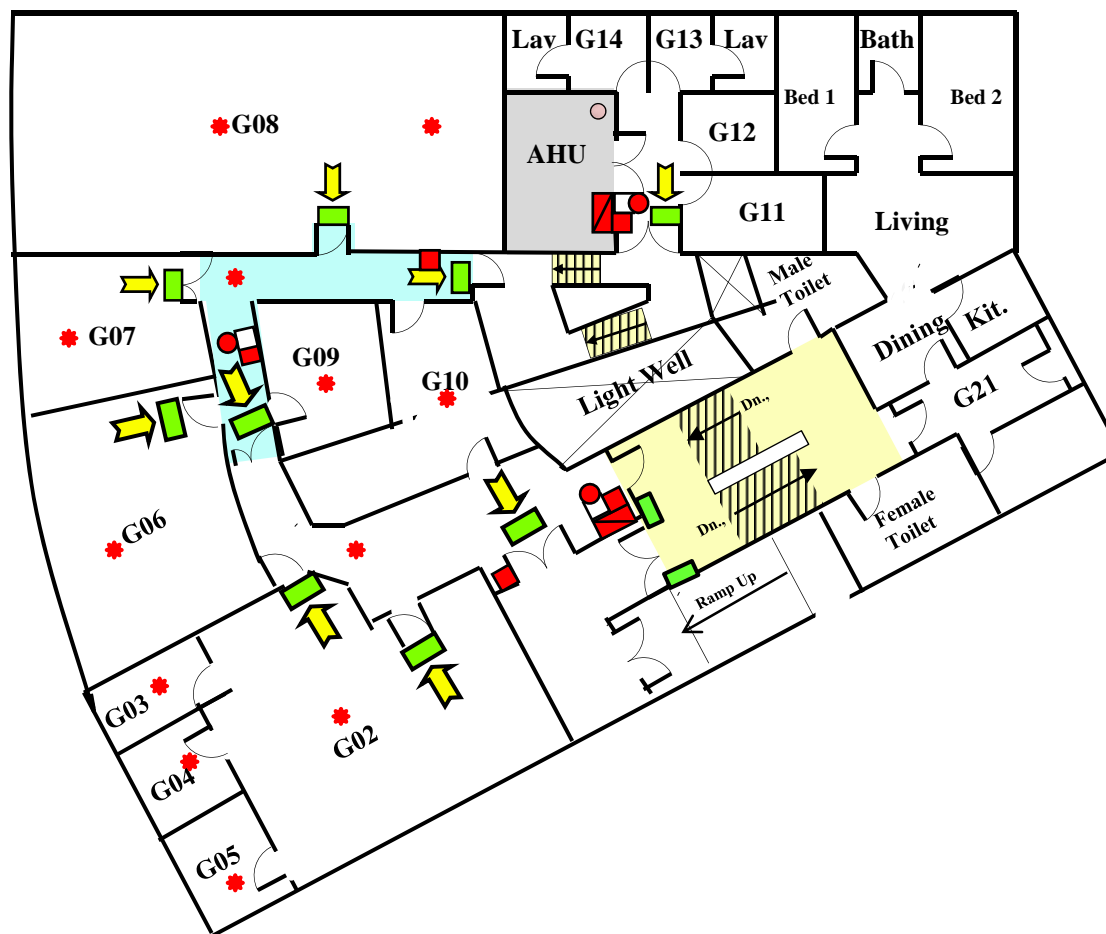 Lav
G14
G13
Lav
Bath
Bed 1
Bed 2
G08
G12
AHU
G11
Living
Male
Toilet
G07
G09
G10
Light Well
Dining
Kit.
G21
Dn.,
Dn.,
G06
Female
Toilet
Ramp Up
G03
G02
G04
G05